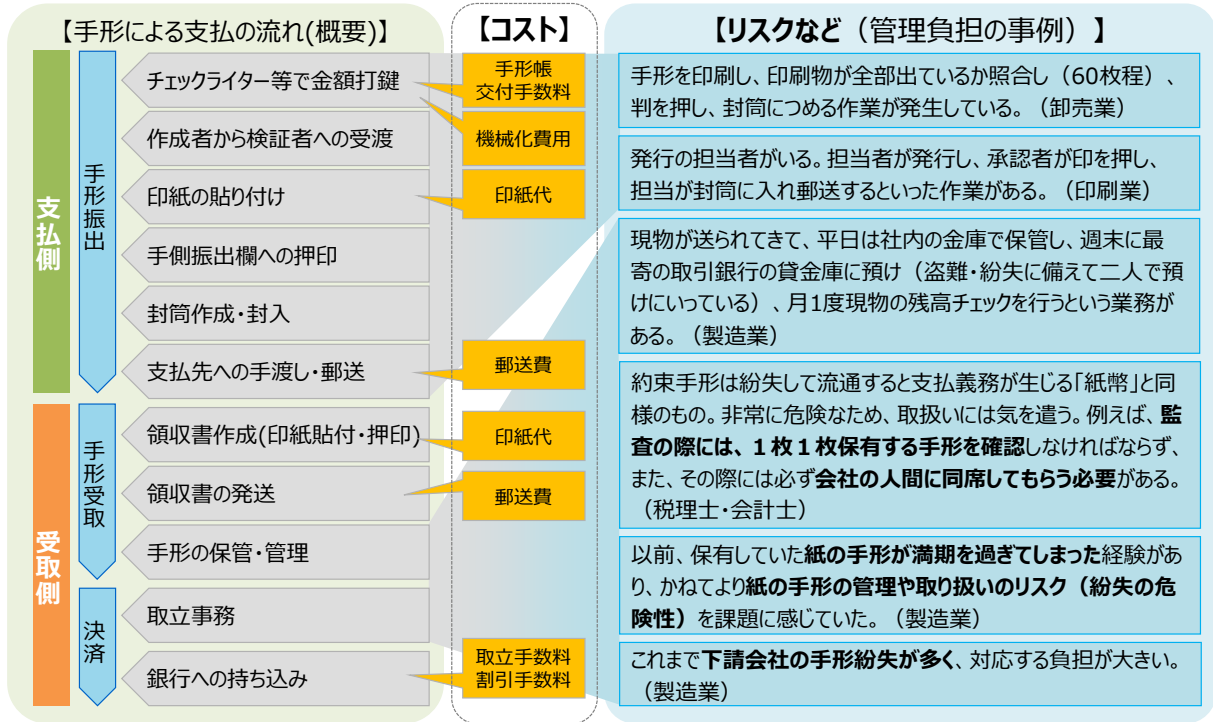 【手形による支払の流れ(概要)】
支払側
手形振出
チェックライター等で金額打鍵
作成者から検証者への受渡
印紙の貼り付け
手側振出欄への押印
封筒作成・封入
支払先への手渡し・郵送
受取側
手形受取
領収書作成(印紙貼付・押印)
領収書の発送
手形の保管・管理
決済
取立事務
銀行への持ち込み
【コスト】
手形帳
交付手数料
機械化費用
印紙代
郵送費
印紙代
郵送費
取立手数料
割引手数料
【リスクなど（管理負担の事例）】
手形を印刷し、印刷物が全部出ているか照合し（60枚程）、
判を押し、封筒につめる作業が発生している。（卸売業）
発行の担当者がいる。担当者が発行し、承認者が印を押し、
担当が封筒に入れ郵送するといった作業がある。（印刷業）
現物が送られてきて、平日は社内の金庫で保管し、週末に最
寄の取引銀行の貸金庫に預け（盗難・紛失に備えて二人で預
けにいっている）、月1度現物の残高チェックを行うという業務が
ある。（製造業）
約束手形は紛失して流通すると支払義務が生じる「紙幣」と同
様のもの。非常に危険なため、取扱いには気を遣う。例えば、監
査の際には、１枚１枚保有する手形を確認しなければならず、
また、その際には必ず会社の人間に同席してもらう必要がある。
（税理士・会計士）
以前、保有していた紙の手形が満期を過ぎてしまった経験があ
り、かねてより紙の手形の管理や取り扱いのリスク（紛失の危
険性）を課題に感じていた。（製造業）
これまで下請会社の手形紛失が多く、対応する負担が大きい。
（製造業）